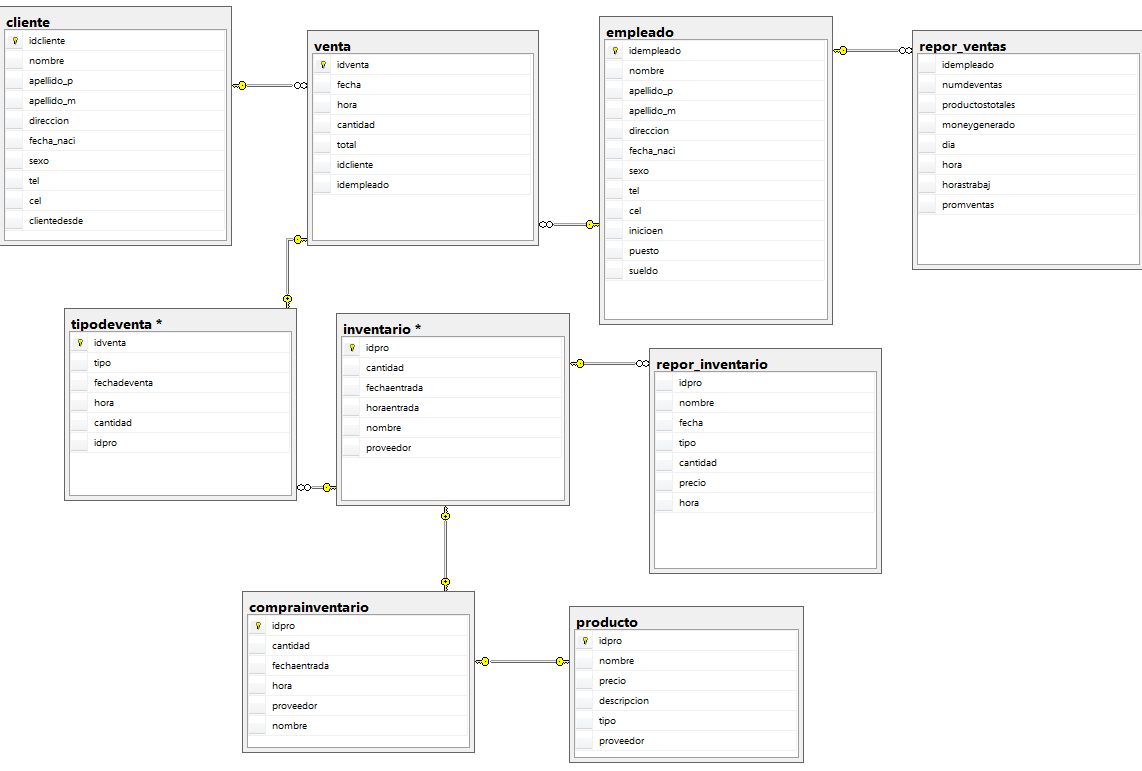 cliente
idcliente
nombre
apellido_p
apellido_m
direccion
fecha_naci
sexo
tel
cel
clientedesde
venta
idventa
fecha
hora
cantidad
total
idcliente
idempleado
empleado
idempleado
nombre
apellido_p
apellido_m
direccion
fecha_naci
sexo
tel
cel
inicioen
puesto
sueldo
repor_ventas
idempleado
numdeventas
productostotales
moneygenerado
dia
hora
horastrabaj
promventas
tipodeventa *
idventa
tipo
fechadeventa
hora
cantidad
idpro
inventario *
idpro
cantidad
fechaentrada
horaentrada
nombre
proveedor
repor_inventario
idpro
nombre
fecha
tipo
cantidad
precio
hora
comprainventario
idpro
cantidad
fechaentrada
hora
proveedor
nombre
producto
idpro
nombre
precio
descripcion
tipo
proveedor